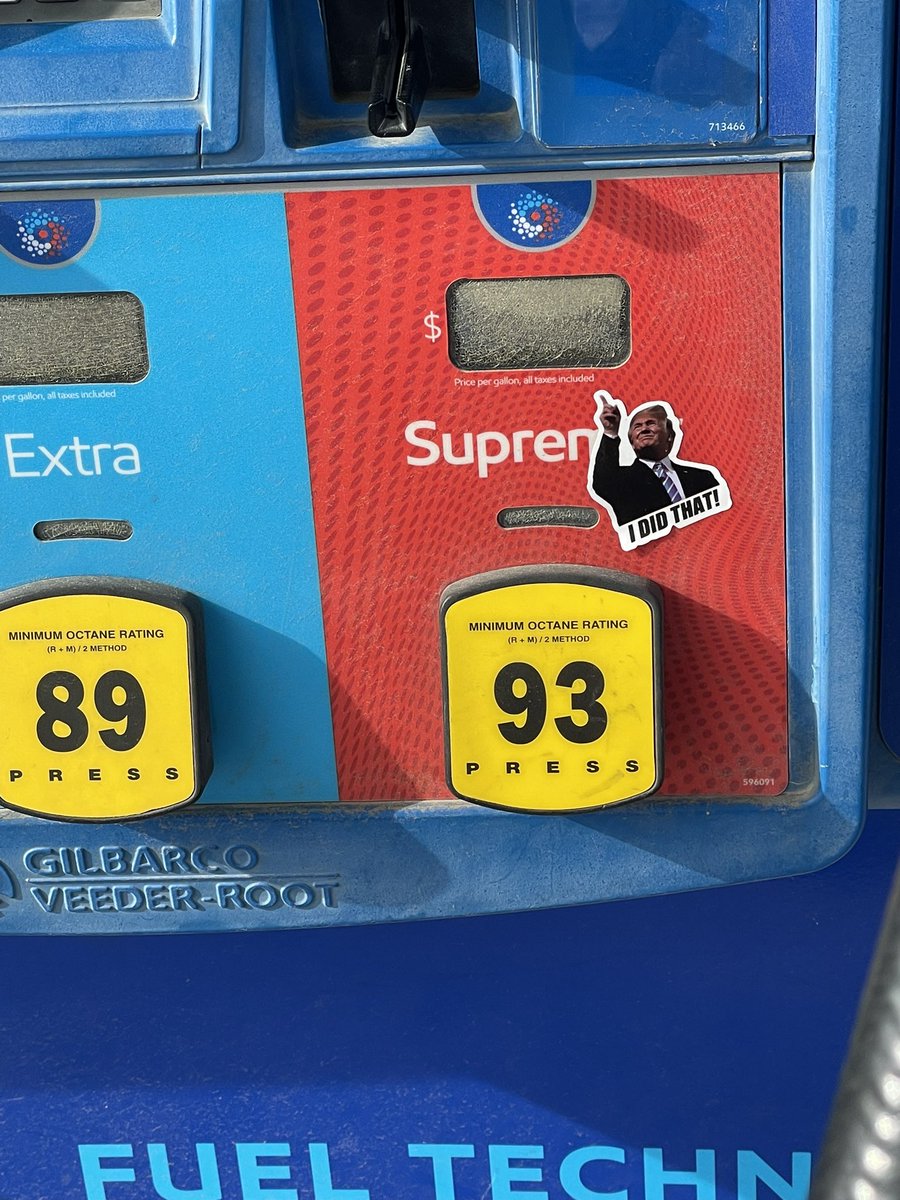 713466
$
per gallon, all taxes included
Price per gallon, all taxes included
Extra
Suprem
I DID THAT!
MINIMUM OCTANE RATING
(R + M) / 2 METHOD
89
PRESS
MINIMUM OCTANE RATING
(R + M) / 2 METHOD
93
PRESS
596091
GILBARCO
VEEDER-ROOT
FUEL TECHN